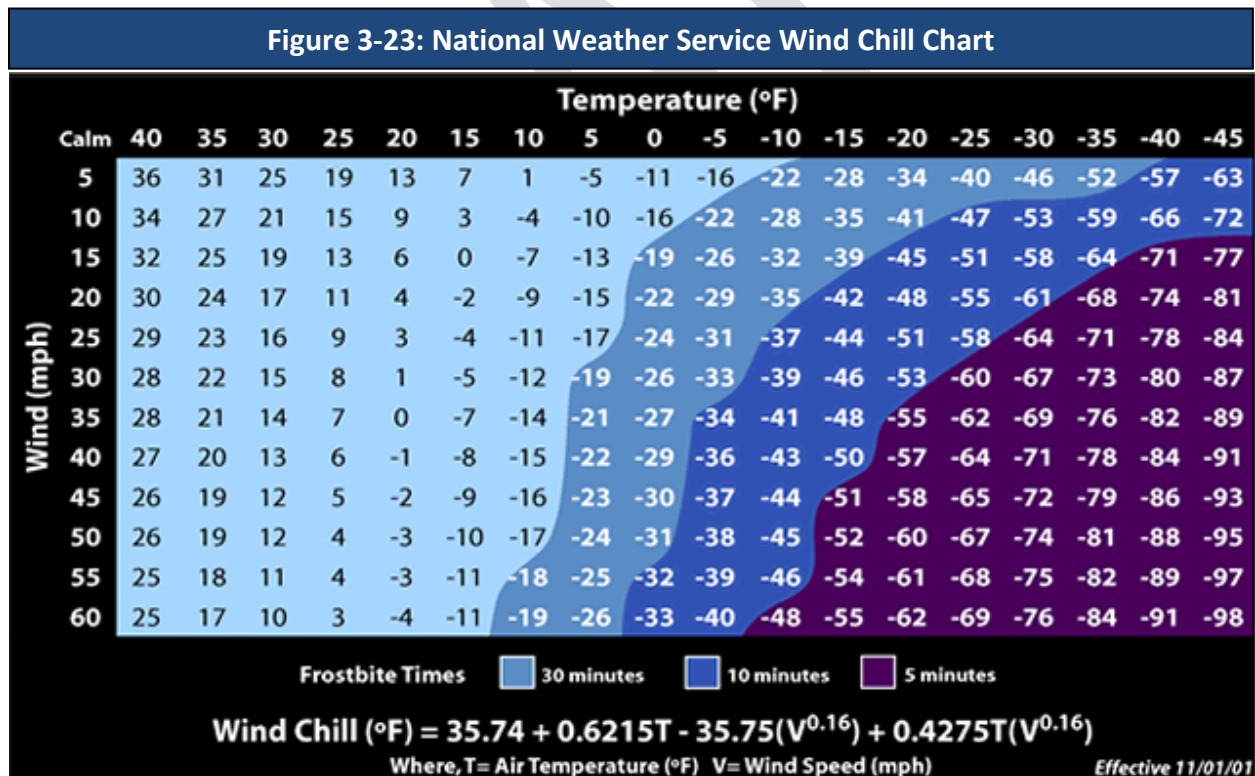 Figure 3-23: National Weather Service Wind Chill Chart
Temperature (°F)
Calm 40 35 30 25 20 15 10 5 0 -5 -10 -15 -20 -25 -30 -35 -40 -45
5 36 31 25 19 13 7 1 -5 -11 -16 -22 -28 -34 -40 -46 -52 -57 -63
10 34 27 21 15 9 3 -4 -10 -16 -22 -28 -35 -41 -47 -53 -59 -66 -72
15 32 25 19 13 6 0 -7 -13 -19 -26 -32 -39 -45 -51 -58 -64 -71 -77
20 30 24 17 11 4 -2 -9 -15 -22 -29 -35 -42 -48 -55 -61 -68 -74 -81
25 29 23 16 9 3 -4 -11 -17 -24 -31 -37 -44 -51 -58 -64 -71 -78 -84
30 28 22 15 8 1 -5 -12 -19 -26 -33 -39 -46 -53 -60 -67 -73 -80 -87
35 28 21 14 7 0 -7 -14 -21 -27 -34 -41 -48 -55 -62 -69 -76 -82 -89
40 27 20 13 6 -1 -8 -15 -22 -29 -36 -43 -50 -57 -64 -71 -78 -84 -91
45 26 19 12 5 -2 -9 -16 -23 -30 -37 -44 -51 -58 -65 -72 -79 -86 -93
50 26 19 12 4 -3 -10 -17 -24 -31 -38 -45 -52 -60 -67 -74 -81 -88 -95
55 25 18 11 4 -3 -11 -18 -25 -32 -39 -46 -54 -61 -68 -75 -82 -89 -97
60 25 17 10 3 -4 -11 -19 -26 -33 -40 -48 -55 -62 -69 -76 -84 -91 -98
Wind (mph)
Frostbite Times 30 minutes 10 minutes 5 minutes
Wind Chill (°F) = 35.74 + 0.6215T - 35.75(V^0.16) + 0.4275T(V^0.16)
Where, T= Air Temperature (°F) V= Wind Speed (mph) Effective 11/01/01